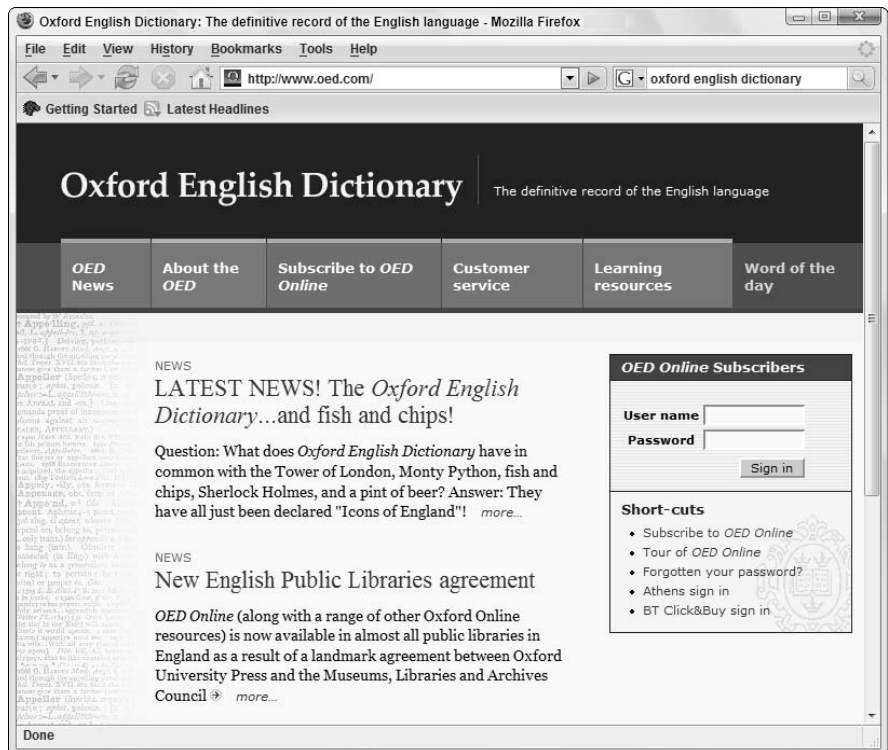 Oxford English Dictionary: The definitive record of the English language - Mozilla Firefox
File Edit View History Bookmarks Tools Help
http://www.oed.com/ G oxford english dictionary
Getting Started Latest Headlines
Oxford English Dictionary The definitive record of the English language
OED News
About the OED
Subscribe to OED Online
Customer service
Learning resources
Word of the day
NEWS
LATEST NEWS! The Oxford English
Dictionary...and fish and chips!
Question: What does Oxford English Dictionary have in
common with the Tower of London, Monty Python, fish and
chips, Sherlock Holmes, and a pint of beer? Answer: They
have all just been declared "Icons of England"! more...
NEWS
New English Public Libraries agreement
OED Online (along with a range of other Oxford Online
resources) is now available in almost all public libraries in
England as a result of a landmark agreement between Oxford
University Press and the Museums, Libraries and Archives
Council more...
OED Online Subscribers
User name
Password
Sign in
Short-cuts
Subscribe to OED Online
Tour of OED Online
Forgotten your password?
Athens sign in
BT Click&Buy sign in
Done